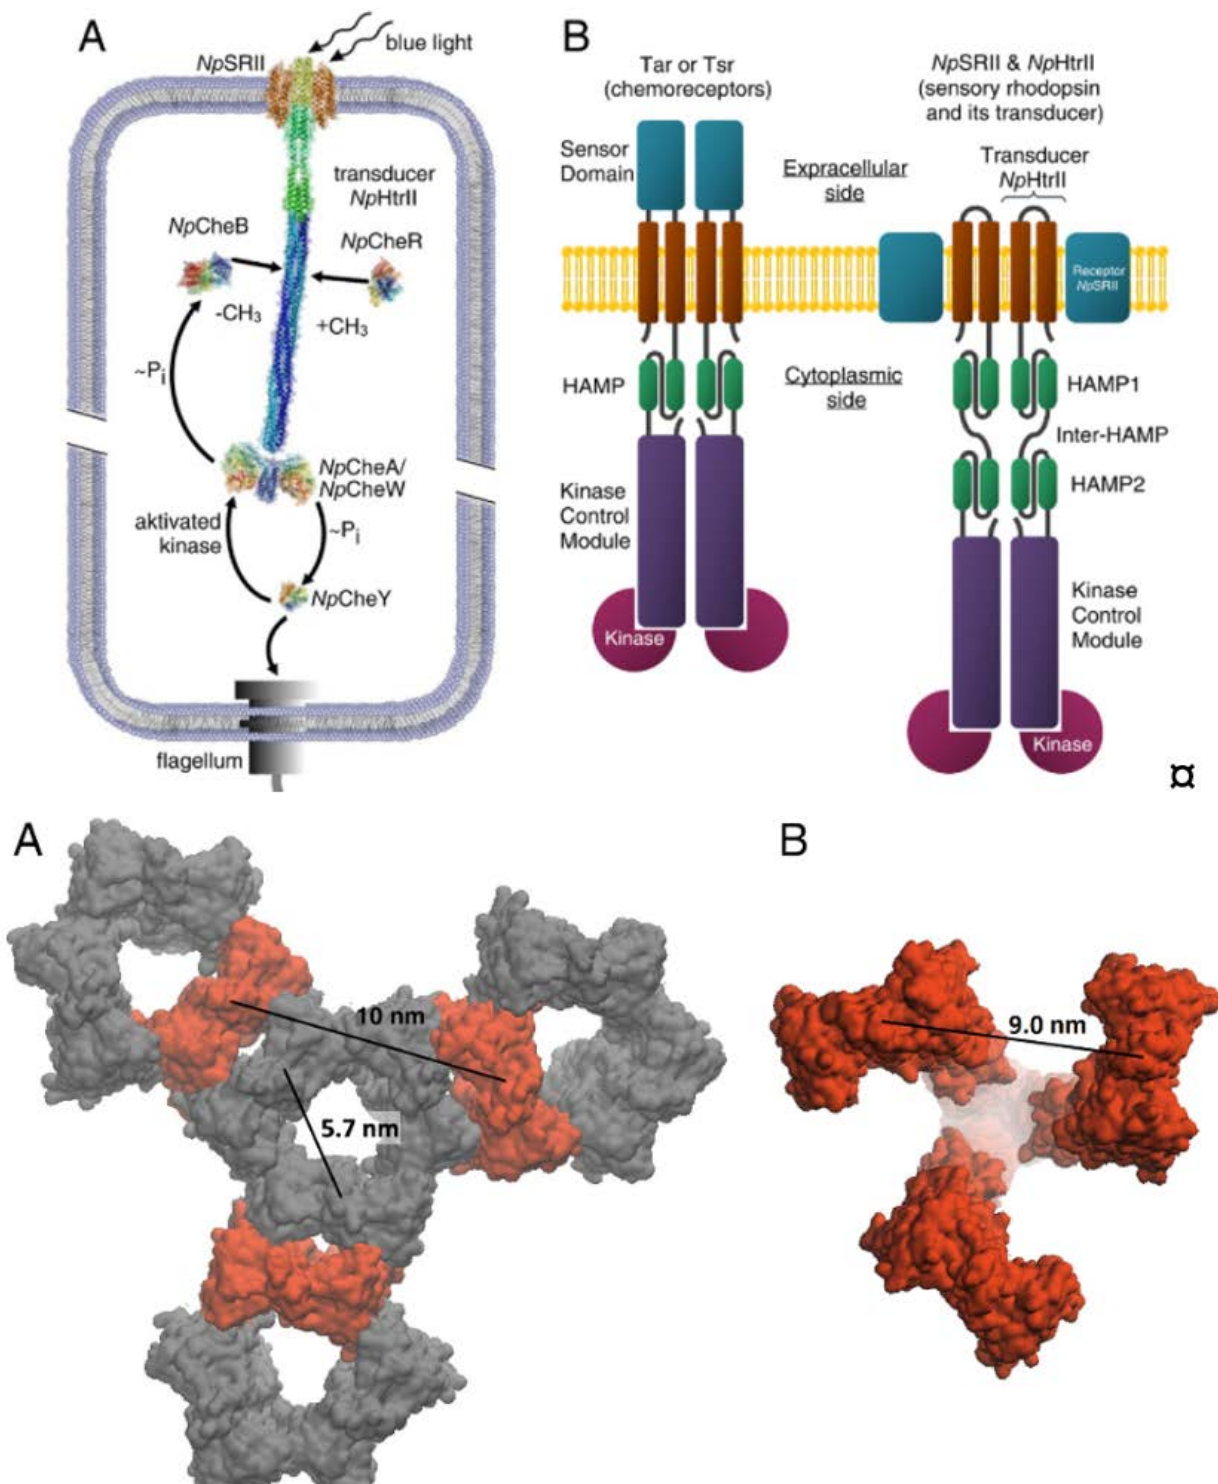 A
blue light
NpSRII
transducer
NpHtrII
NpCheB
NpCheR
-CH3
+CH3
~Pi
NpCheA/
NpCheW
aktivated
kinase
~Pi
NpCheY
flagellum
B
Tar or Tsr
(chemoreceptors)
NpSRII & NpHtrII
(sensory rhodopsin
and its transducer)
Sensor
Domain
Expracellular
side
Transducer
NpHtrII
Receptor
NpSRII
HAMP
Cytoplasmic
side
HAMP1
Inter-HAMP
HAMP2
Kinase
Control
Module
Kinase
Kinase
Control
Module
Kinase
¤
A
10 nm
5.7 nm
B
9.0 nm